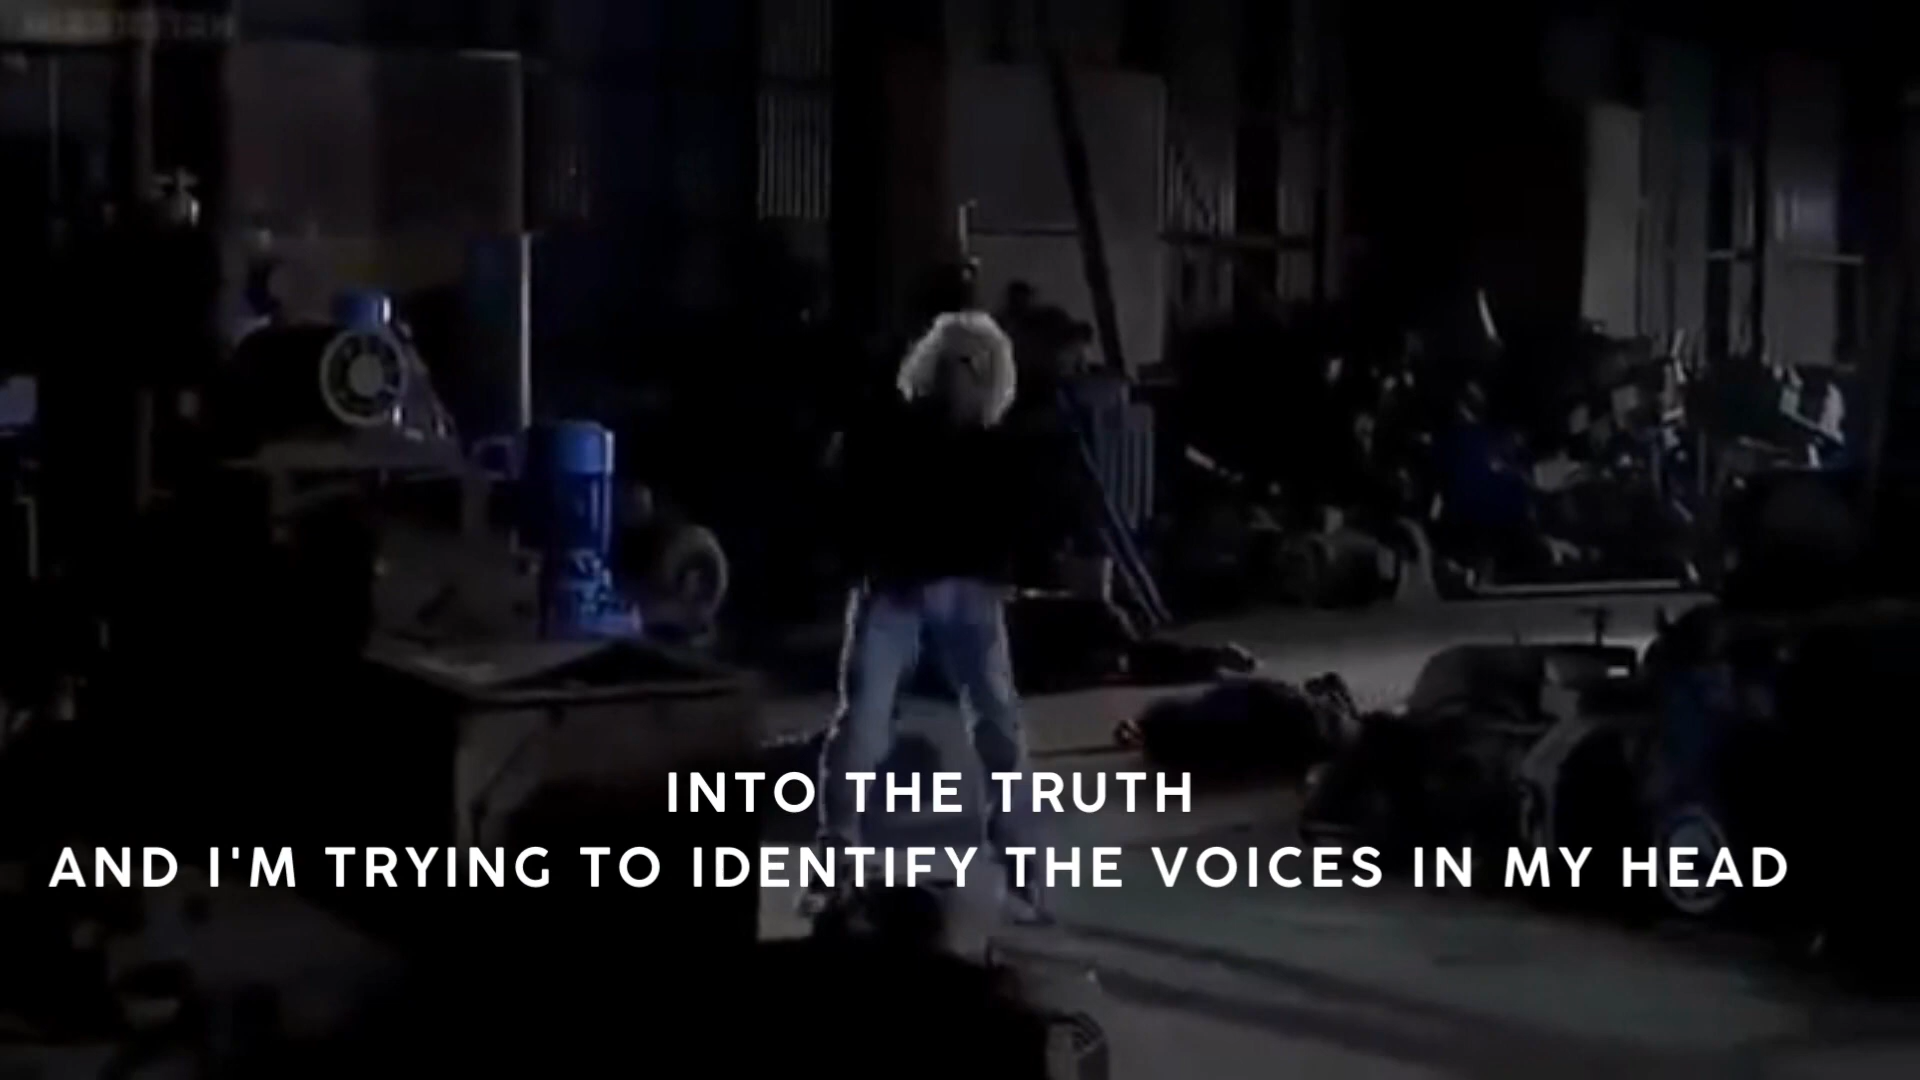 INTO THE TRUTH
AND I'M TRYING TO IDENTIFY THE VOICES IN MY HEAD